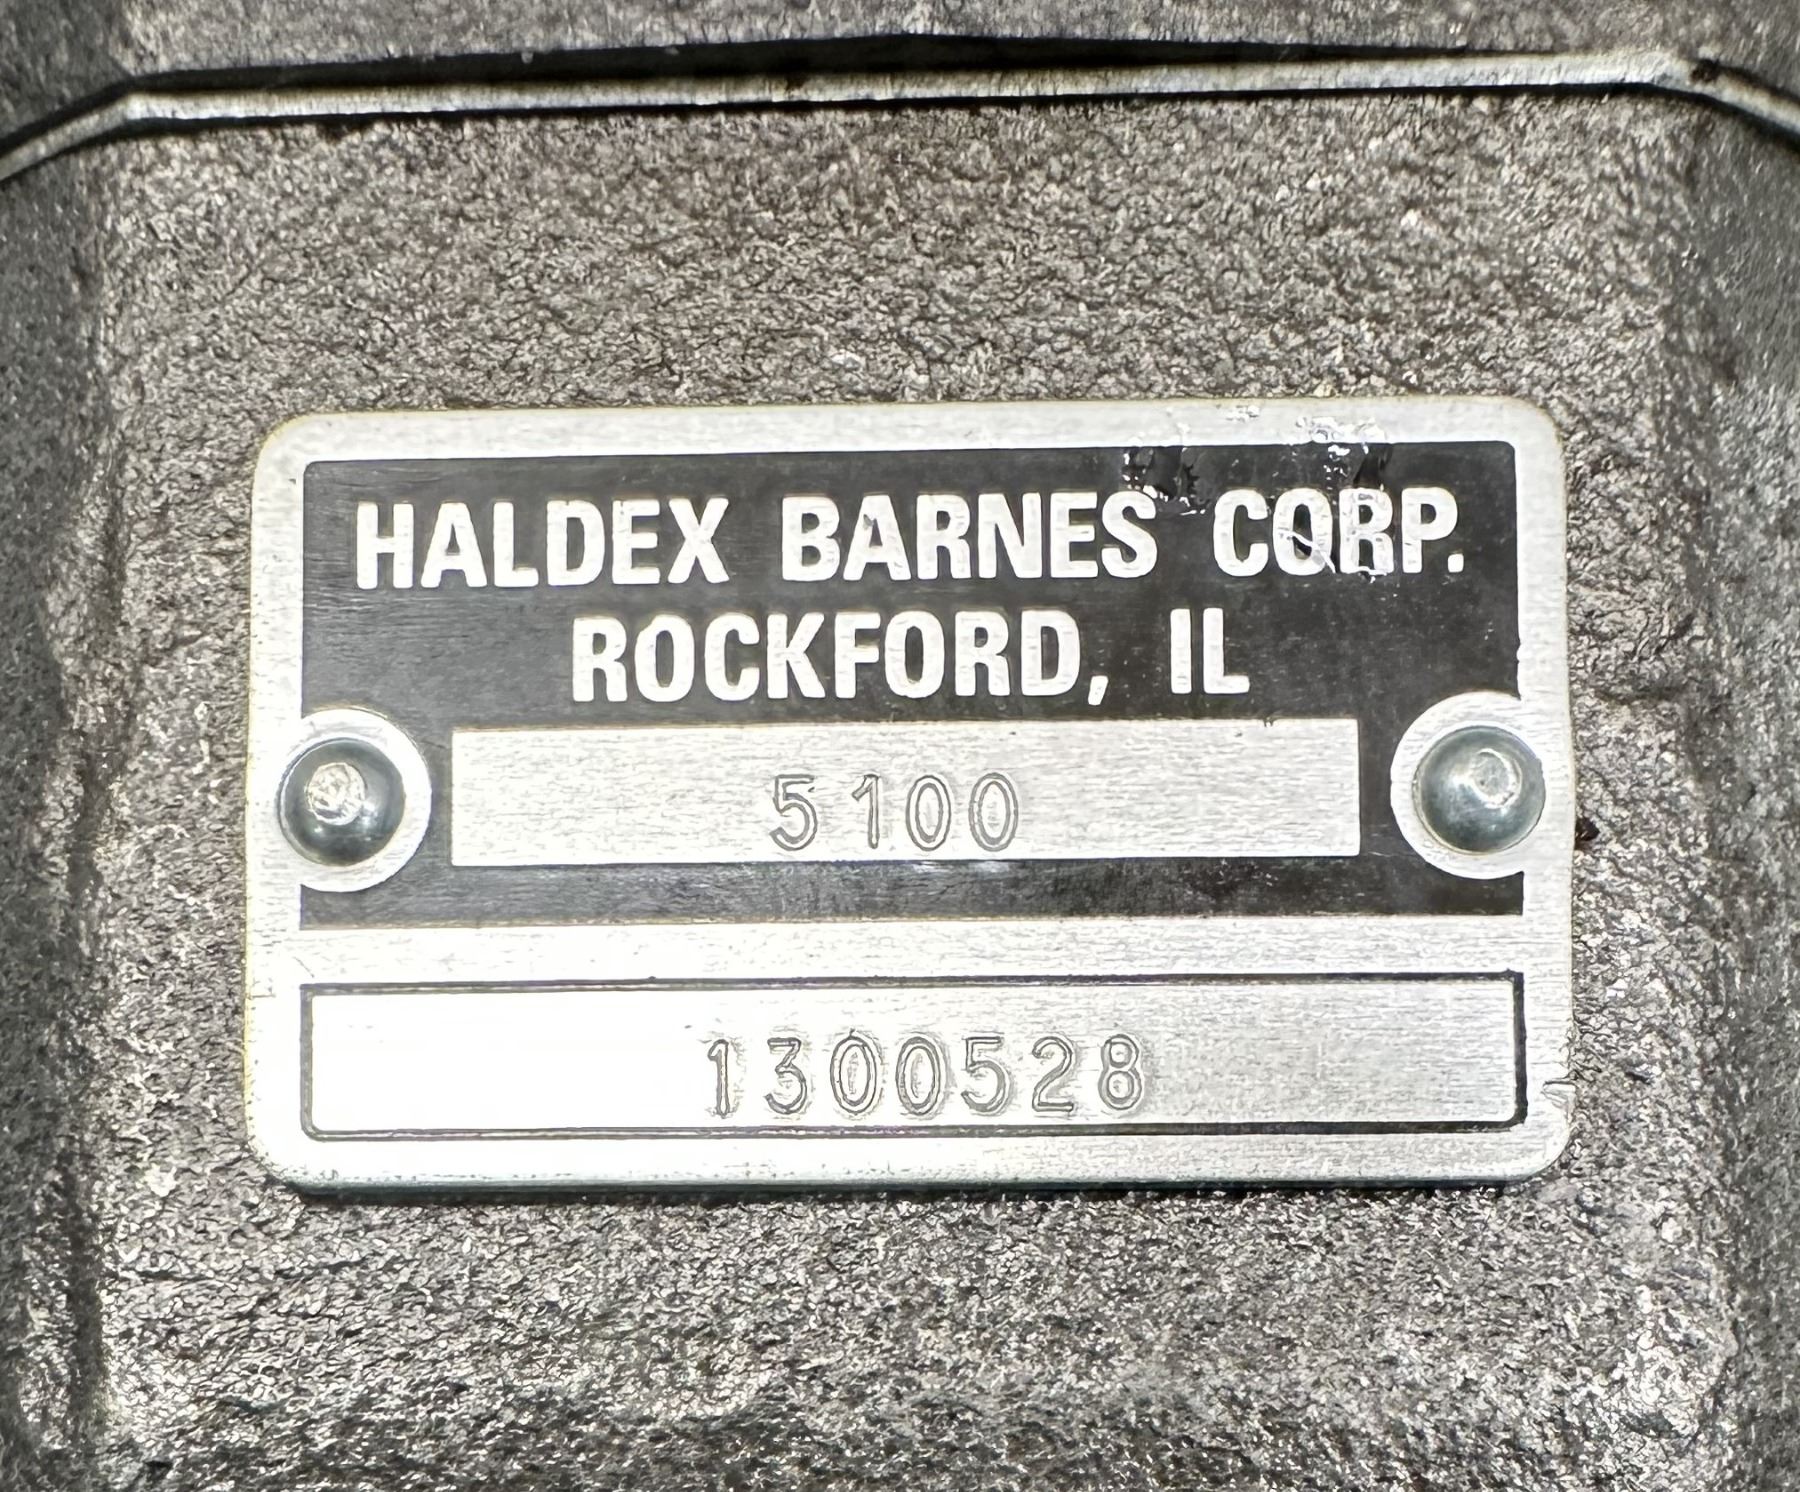 HALDEX BARNES CORP.
ROCKFORD, IL
5100
1300528